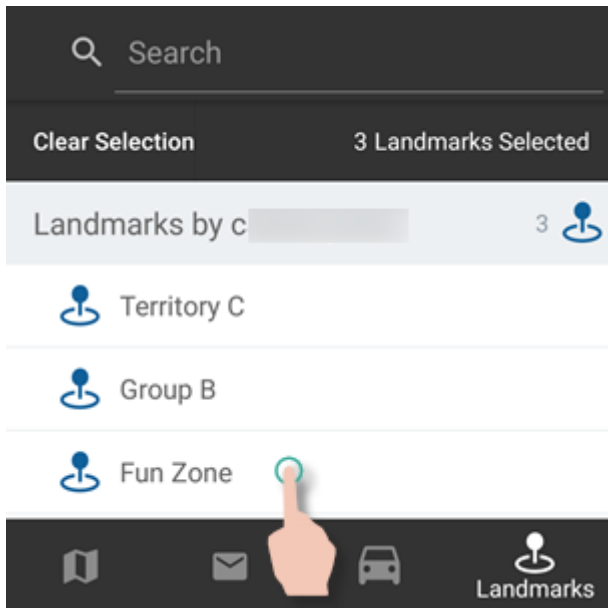 Search
Clear Selection 3 Landmarks Selected
Landmarks by c 3
Territory C
Group B
Fun Zone
Landmarks